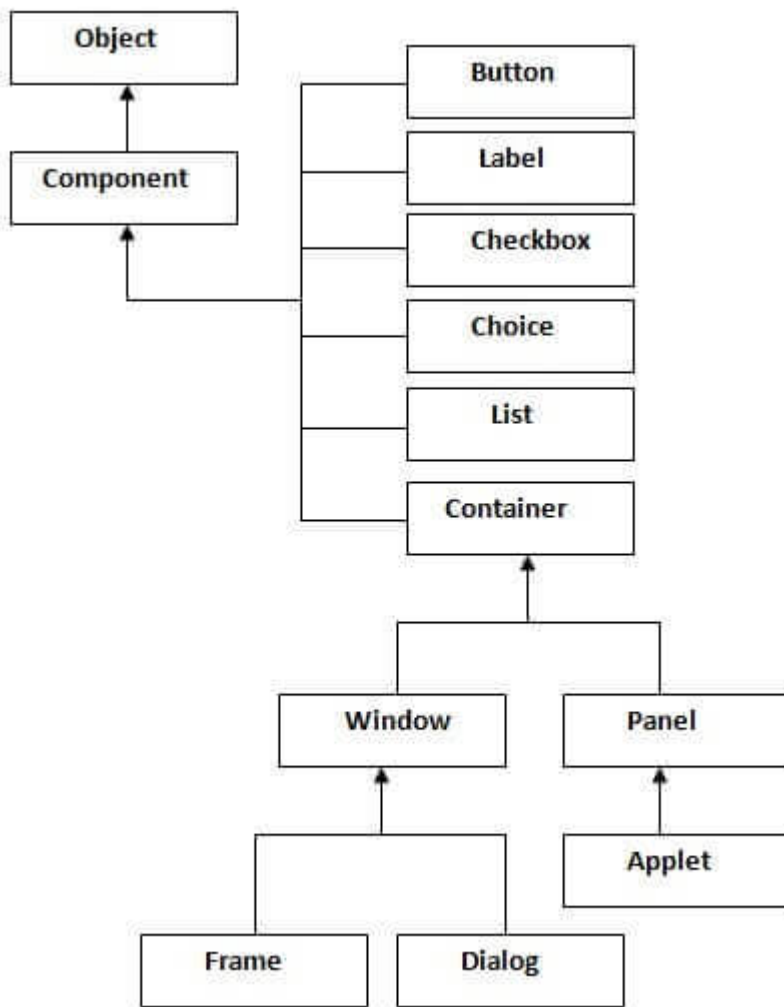 Object
Button
Label
Component
Checkbox
Choice
List
Container
Window
Panel
Applet
Frame
Dialog